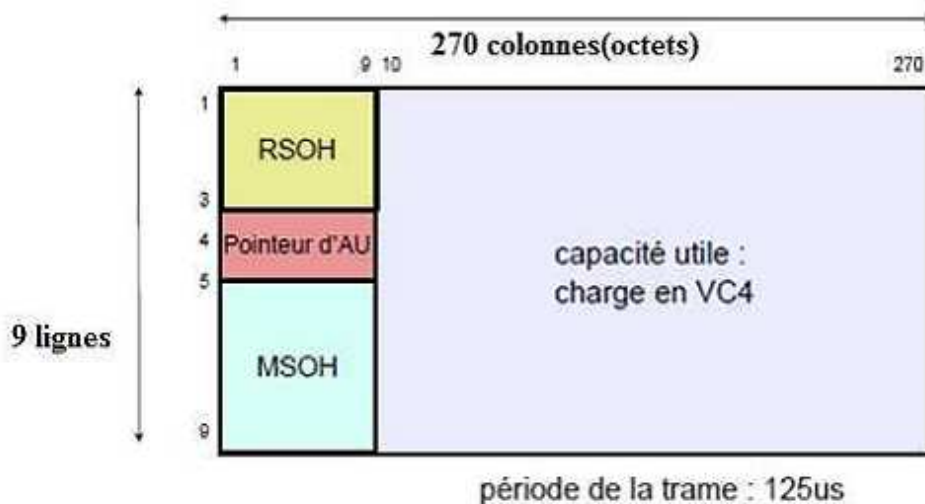 270 colonnes(octets)
1 9 10 270
1
RSOH
3
4 Pointeur d'AU
5
capacité utile :
charge en VC4
9 lignes
MSOH
9
période de la trame : 125us